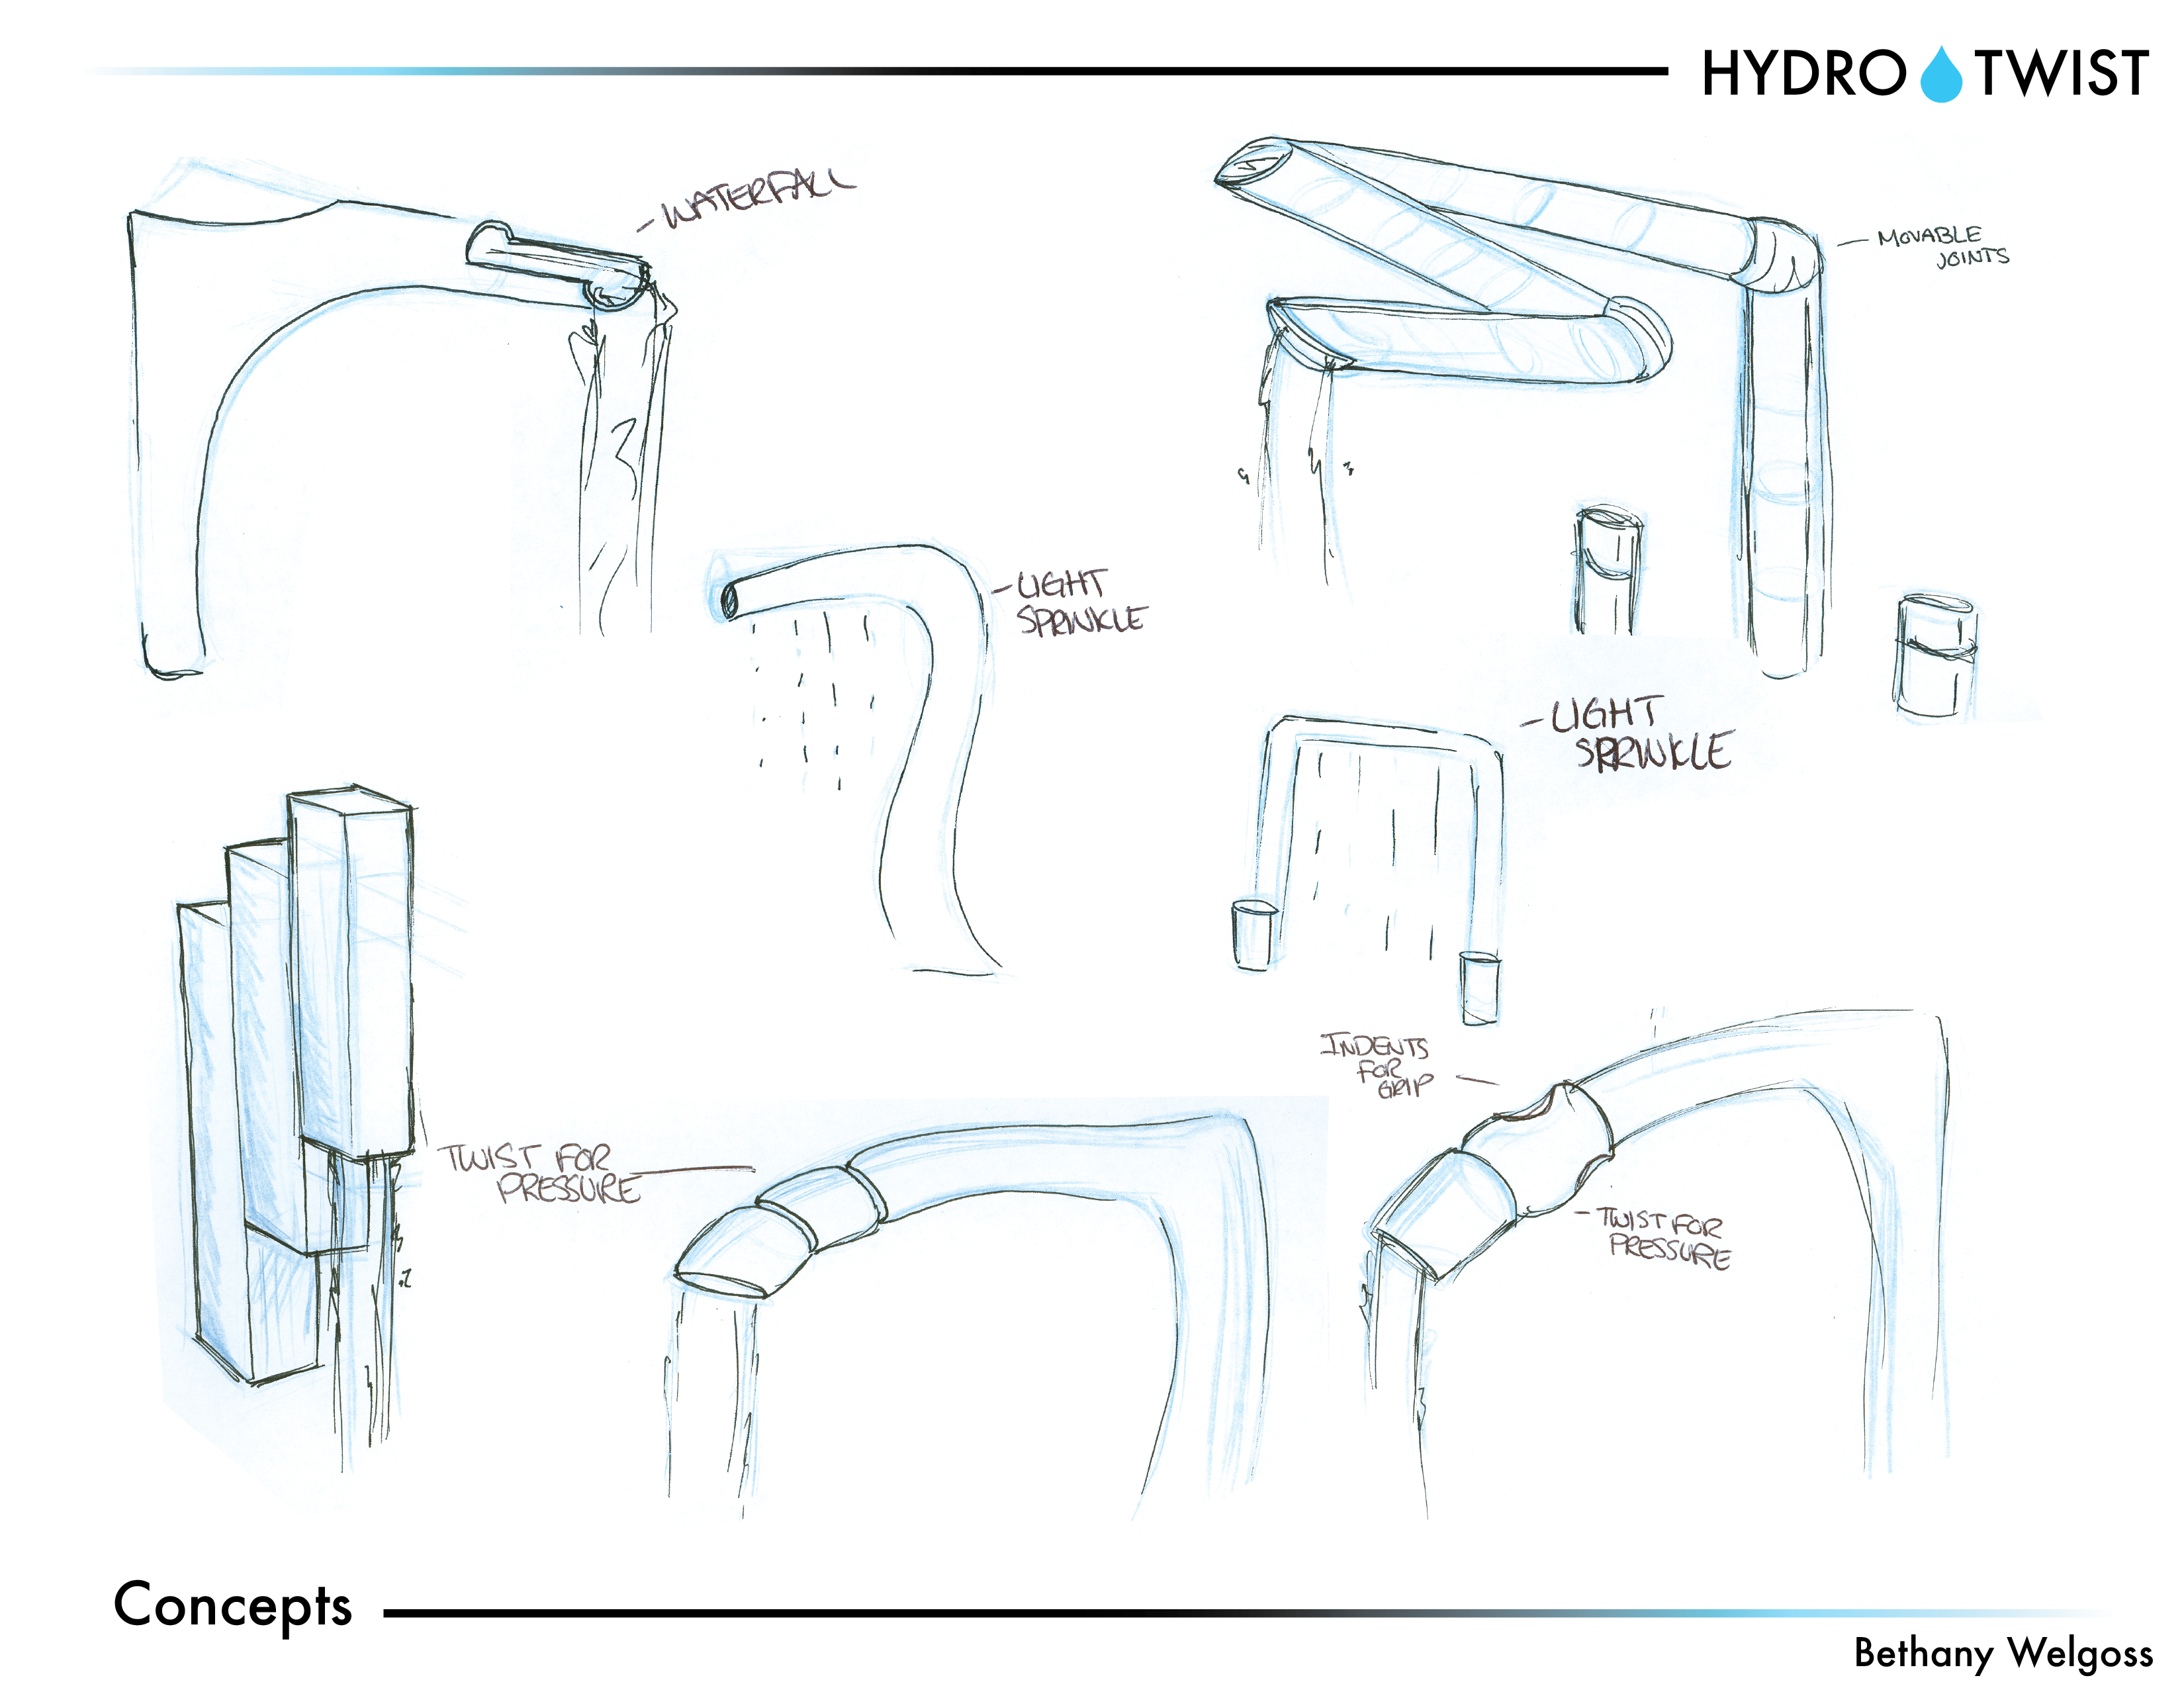 HYDRO TWIST
- WATERFALL
- MOVABLE
JOINTS
- LIGHT
SPRINKLE
- LIGHT
SPRINKLE
INDENTS
FOR
GRIP
TWIST FOR
PRESSURE
- TWIST FOR
PRESSURE
Concepts
Bethany Welgoss